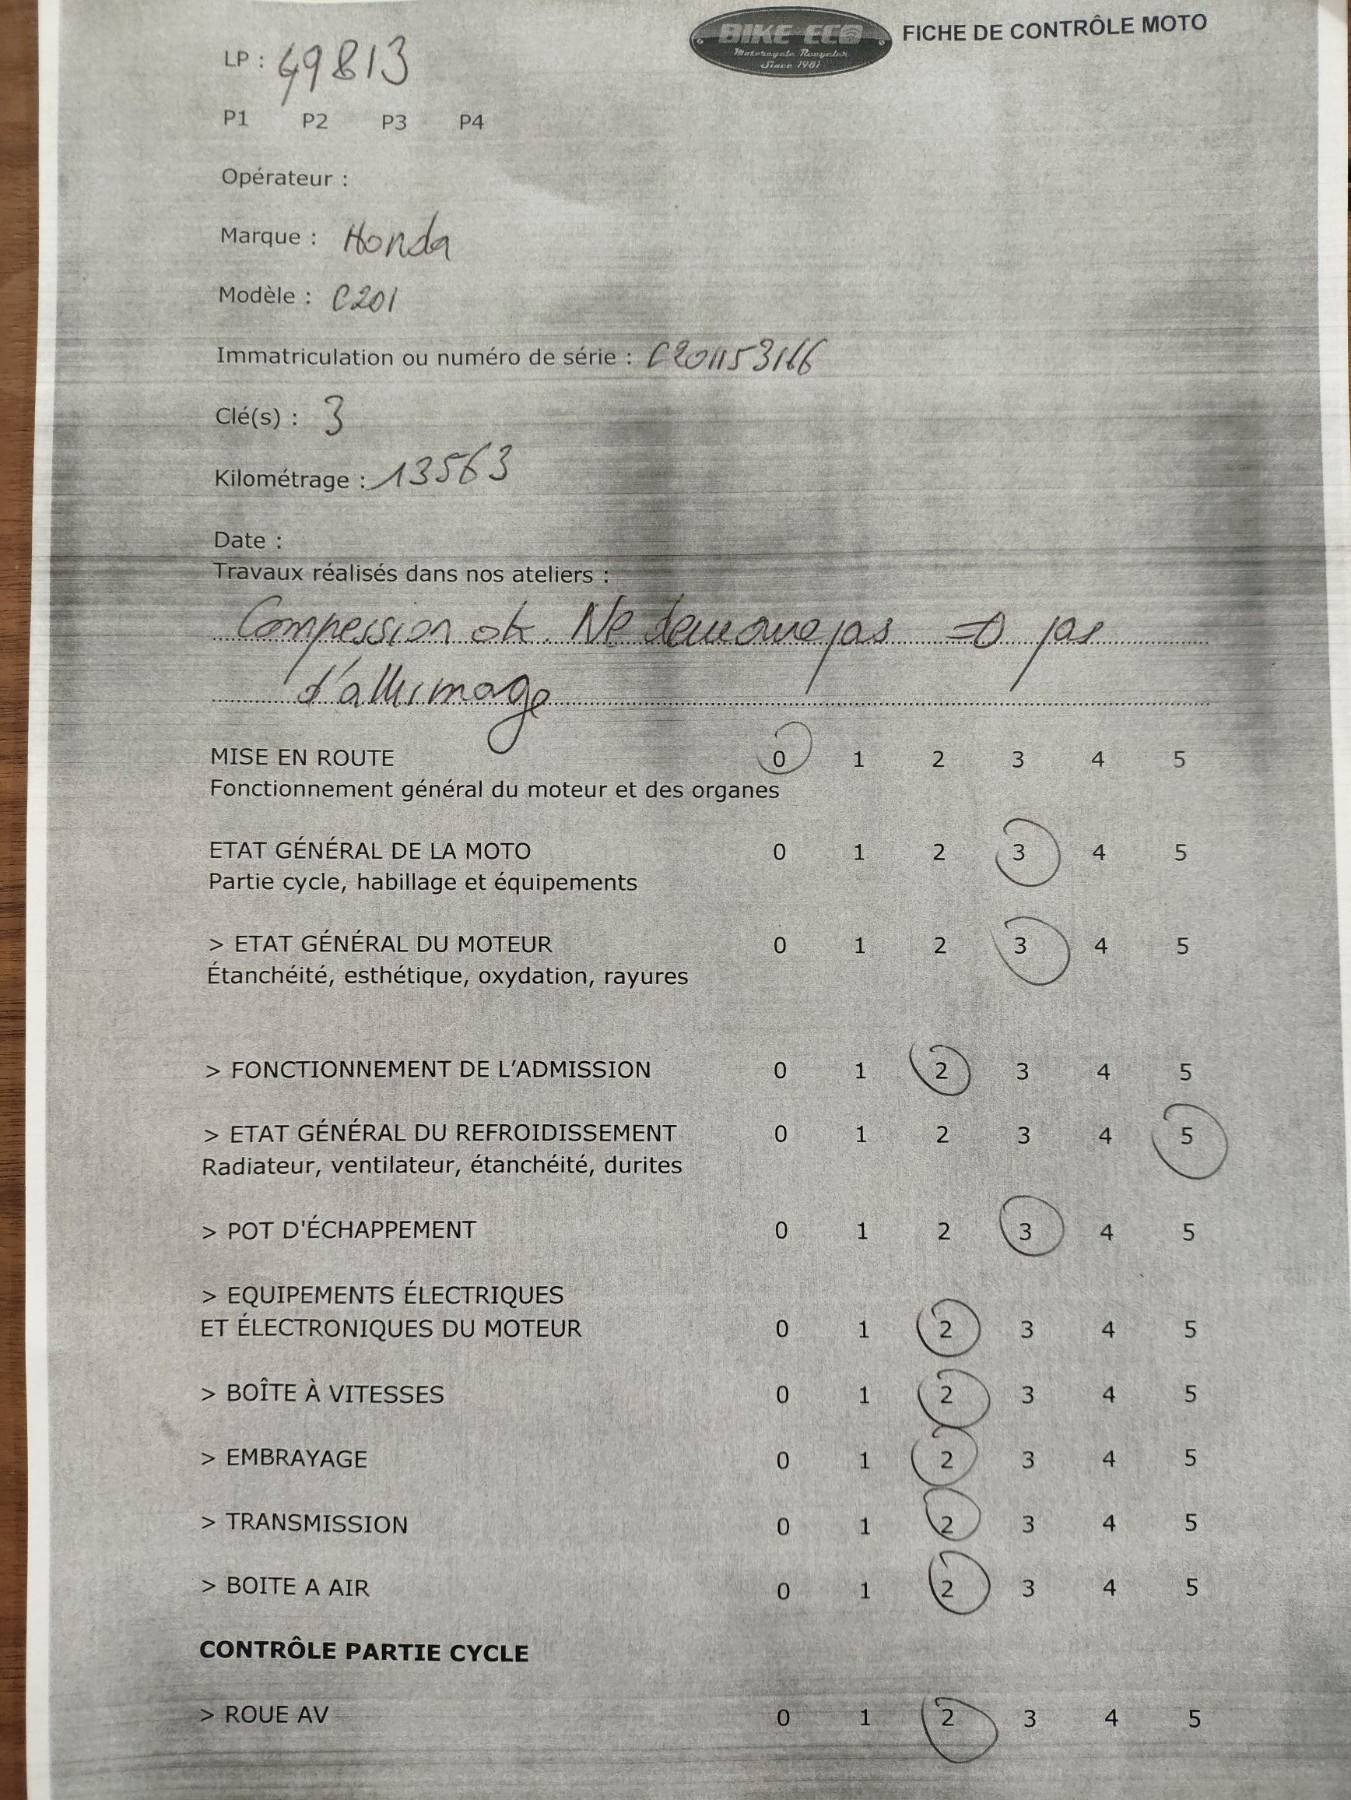 BIKE ECO
Motorcycle Recycler
Since 1981
FICHE DE CONTRÔLE MOTO
LP : 49813
P1 P2 P3 P4
Opérateur :
Marque : Honda
Modèle : C201
Immatriculation ou numéro de série : C201153166
Clé(s) : 3
Kilométrage : 13563
Date :
Travaux réalisés dans nos ateliers :
Compession ok. Ne demarre pas => pas
d'allumage
MISE EN ROUTE 0 1 2 3 4 5
Fonctionnement général du moteur et des organes
ETAT GÉNÉRAL DE LA MOTO 0 1 2 3 4 5
Partie cycle, habillage et équipements
> ETAT GÉNÉRAL DU MOTEUR 0 1 2 3 4 5
Étanchéité, esthétique, oxydation, rayures
> FONCTIONNEMENT DE L'ADMISSION 0 1 2 3 4 5
> ETAT GÉNÉRAL DU REFROIDISSEMENT 0 1 2 3 4 5
Radiateur, ventilateur, étanchéité, durites
> POT D'ÉCHAPPEMENT 0 1 2 3 4 5
> EQUIPEMENTS ÉLECTRIQUES
ET ÉLECTRONIQUES DU MOTEUR 0 1 2 3 4 5
> BOÎTE À VITESSES 0 1 2 3 4 5
> EMBRAYAGE 0 1 2 3 4 5
> TRANSMISSION 0 1 2 3 4 5
> BOITE A AIR 0 1 2 3 4 5
CONTRÔLE PARTIE CYCLE
> ROUE AV 0 1 2 3 4 5